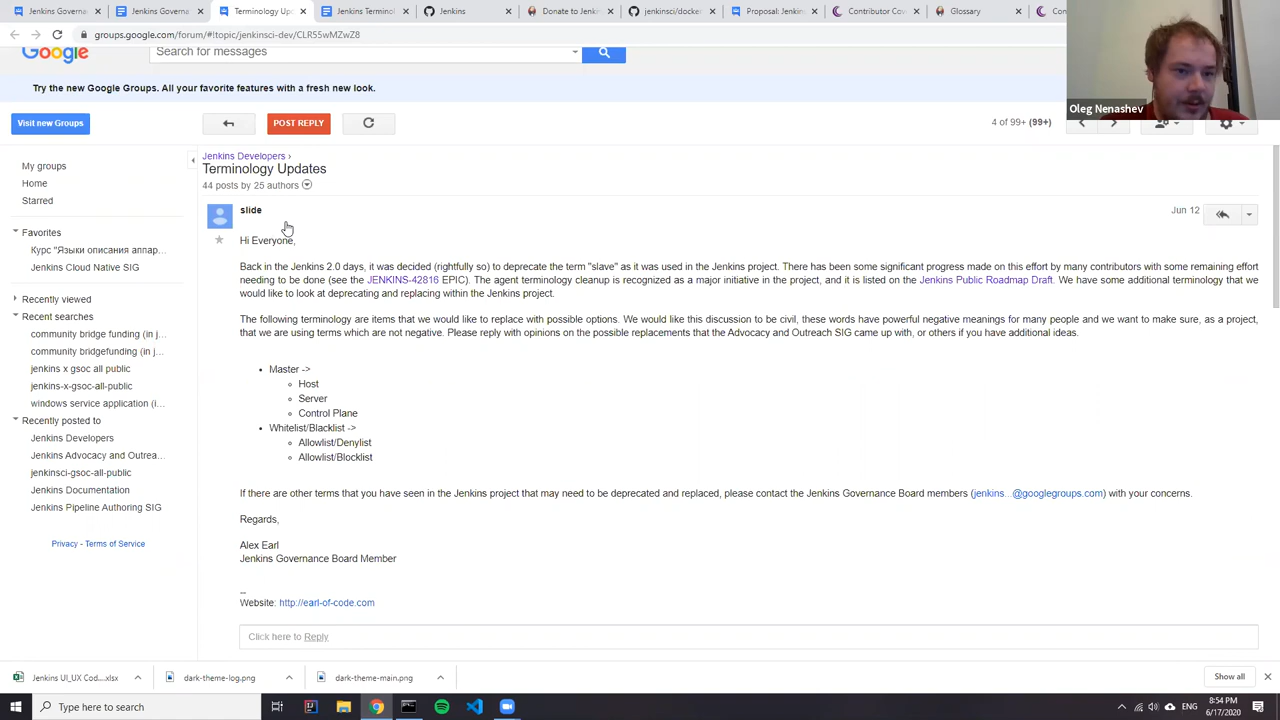 Jenkins Governa
Jenkins Governa
Terminology Up
Jenkins Terminol
Jenkins
Donate to Jenki
jenkinsci/docke
Proposal: Jenkin
Contributor Cov
Glossary
Con
groups.google.com/forum/#!topic/jenkinsci-dev/CLR55wMZwZ8
Google
Search for messages
Oleg Nenashev
Try the new Google Groups. All your favorite features with a fresh new look.
Visit new Groups
POST REPLY
4 of 99+ (99+)
My groups
Home
Starred
Favorites
Курс "Языки описания аппар...
Jenkins Cloud Native SIG
Recently viewed
Recent searches
community bridge funding (in j...
community bridgefunding (in j...
jenkins x gsoc all public
jenkins-x-gsoc-all-public
windows service application (i...
Recently posted to
Jenkins Developers
Jenkins Advocacy and Outrea...
jenkinsci-gsoc-all-public
Jenkins Documentation
Jenkins Pipeline Authoring SIG
Privacy - Terms of Service
Jenkins Developers ›
Terminology Updates
44 posts by 25 authors
slide
Jun 12
Hi Everyone,
Back in the Jenkins 2.0 days, it was decided (rightfully so) to deprecate the term "slave" as it was used in the Jenkins project. There has been some significant progress made on this effort by many contributors with some remaining effort
needing to be done (see the JENKINS-42816 EPIC). The agent terminology cleanup is recognized as a major initiative in the project, and it is listed on the Jenkins Public Roadmap Draft. We have some additional terminology that we
would like to look at deprecating and replacing within the Jenkins project.
The following terminology are items that we would like to replace with possible options. We would like this discussion to be civil, these words have powerful negative meanings for many people and we want to make sure, as a project,
that we are using terms which are not negative. Please reply with opinions on the possible replacements that the Advocacy and Outreach SIG came up with, or others if you have additional ideas.
• Master ->
Host
Server
Control Plane
• Whitelist/Blacklist ->
Allowlist/Denylist
Allowlist/Blocklist
If there are other terms that you have seen in the Jenkins project that may need to be deprecated and replaced, please contact the Jenkins Governance Board members (jenkins...@googlegroups.com) with your concerns.
Regards,
Alex Earl
Jenkins Governance Board Member
--
Website: http://earl-of-code.com
Click here to Reply
Jenkins UI_UX Cod....xlsx
dark-theme-log.png
dark-theme-main.png
Show all
Type here to search
ENG
8:54 PM
6/17/2020